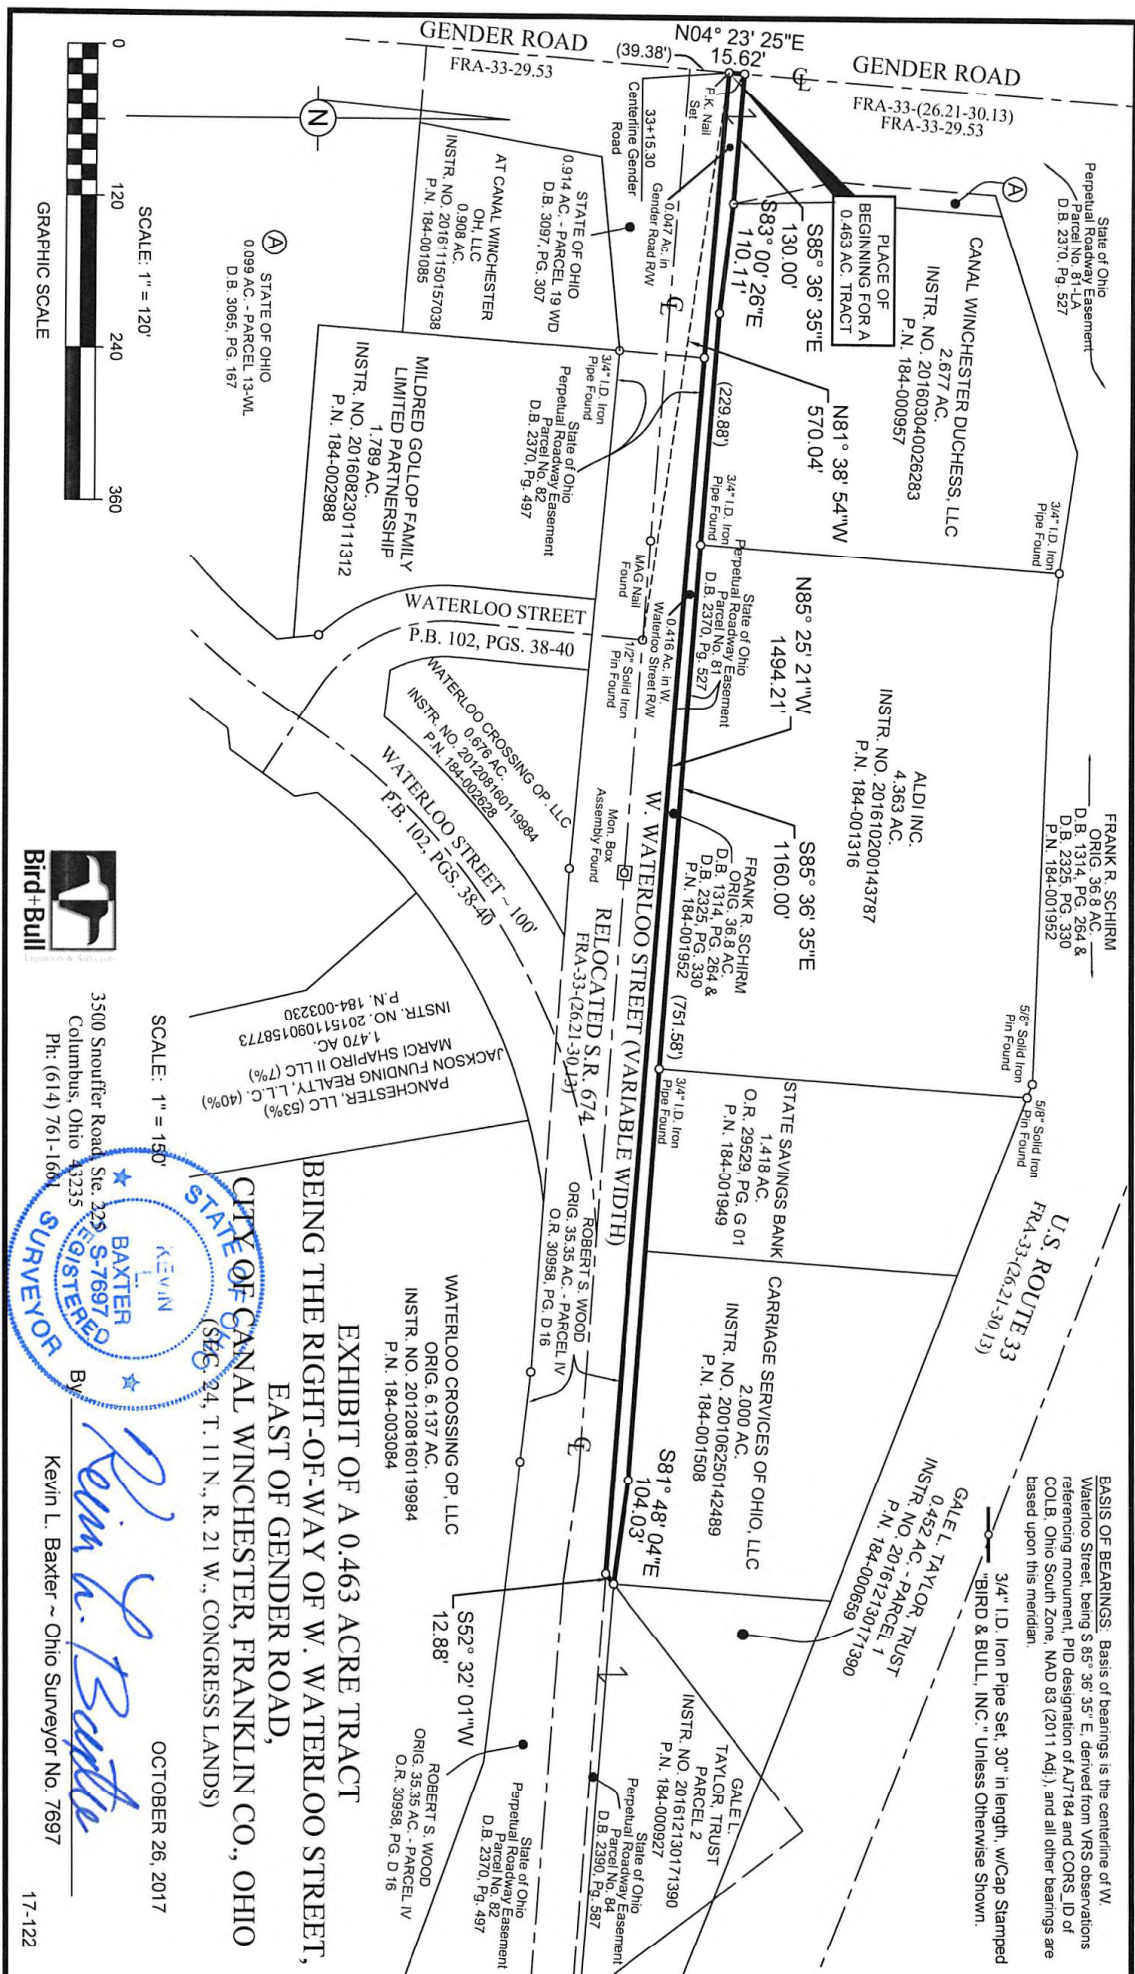 GENDER ROAD
FRA-33-29.53
N04° 23' 25"E
15.62'
(39.38')
℄
GENDER ROAD
FRA-33-(26.21-30.13)
FRA-33-29.53
State of Ohio
Perpetual Roadway Easement
Parcel No. 81-LA
D.B. 2370, Pg. 527
A
PLACE OF
BEGINING FOR A
0.463 AC. TRACT
P.K. Nail
Set
33+15.30
Centerline Gender
Road
0.047 Ac. in
Gender Road R/W
℄
S85° 36' 35"E
130.00'
S83° 00' 26"E
110.11'
CANAL WINCHESTER DUCHESS, LLC
2.677 AC.
INSTR. NO. 201603040026283
P.N. 184-000957
N81° 38' 54"W
570.04'
(229.88')
3/4" I.D. Iron
Pipe Found
3/4" I.D. Iron
Pipe Found
STATE OF OHIO
0.914 AC. - PARCEL 19 WD
D.B. 3097, PG. 307
AT CANAL WINCHESTER
OH, LLC
0.908 AC.
INSTR. NO. 201611150157038
P.N. 184-001085
N
0
120
240
360
SCALE: 1" = 120'
GRAPHIC SCALE
A
STATE OF OHIO
0.099 AC. - PARCEL 13-WL
D.B. 3065, PG. 167
3/4" I.D. Iron
Pipe Found
State of Ohio
Perpetual Roadway Easement
Parcel No. 82
D.B. 2370, Pg. 497
MILDRED GOLLOP FAMILY
LIMITED PARTNERSHIP
1.789 AC.
INSTR. NO. 201608230111312
P.N. 184-002988
WATERLOO STREET
P.B. 102, PGS. 38-40
MAG Nail
Found
1/2" Solid Iron
Pin Found
0.416 Ac. in W.
Waterloo Street R/W
State of Ohio
Perpetual Roadway Easement
Parcel No. 81
D.B. 2370, Pg. 527
N85° 25' 21"W
1494.21'
ALDI INC.
4.363 AC.
INSTR. NO. 201610200143787
P.N. 184-001316
FRANK R. SCHIRM
ORIG. 36.8 AC.
D.B. 1314, PG. 264 &
D.B. 2325, PG. 330
P.N. 184-001952
S85° 36' 35"E
1160.00'
FRANK R. SCHIRM
ORIG. 36.8 AC.
D.B. 1314, PG. 264 &
D.B. 2325, PG. 330
P.N. 184-001952
(751.58')
WATERLOO CROSSING OP, LLC
0.676 AC.
INSTR. NO. 201208160119984
P.N. 184-002628
WATERLOO STREET ~ 100'
P.B. 102, PGS. 38-40
Mon. Box
Assembly Found
W. WATERLOO STREET (VARIABLE WIDTH)
RELOCATED S.R. 674
FRA-33-(26.21-30.13)
3/4" I.D. Iron
Pipe Found
5/8" Solid Iron
Pin Found
5/8" Solid Iron
Pin Found
STATE SAVINGS BANK
1.418 AC.
O.R. 29529, PG. G 01
P.N. 184-001949
U.S. ROUTE 33
FRA-33-(26.21-30.13)
PANCHESTER, LLC (53%)
JACKSON FUNDING REALTY, L.L.C. (40%)
MARCI SHAPIRO II LLC (7%)
1.470 AC.
INSTR. NO. 201511090158773
P.N. 184-003230
ROBERT S. WOOD
ORIG. 35.35 AC. - PARCEL IV
O.R. 30958, PG. D 16
CARRIAGE SERVICES OF OHIO, LLC
2.000 AC.
INSTR. NO. 200106250142489
P.N. 184-001508
WATERLOO CROSSING OP, LLC
ORIG. 6.137 AC.
INSTR. NO. 201208160119984
P.N. 184-003084
℄
S81° 48' 04"E
104.03'
S52° 32' 01"W
12.88'
GALE L. TAYLOR, TRUST
0.452 AC. - PARCEL 1
INSTR. NO. 201612130171390
P.N. 184-000659
GALE L.
TAYLOR, TRUST
PARCEL 2
INSTR. NO. 201612130171390
P.N. 184-000927
State of Ohio
Perpetual Roadway Easement
Parcel No. 84
D.B. 2390, Pg. 587
State of Ohio
Perpetual Roadway Easement
Parcel No. 82
D.B. 2370, Pg. 497
ROBERT S. WOOD
ORIG. 35.35 AC. - PARCEL IV
O.R. 30958, PG. D 16
BASIS OF BEARINGS: Basis of bearings is the centerline of W.
Waterloo Street, being S 85° 36' 35" E, derived from VRS observations
referencing monument, PID designation of AJ7184 and CORS_ID of
COLB, Ohio South Zone, NAD 83 (2011 Adj.), and all other bearings are
based upon this meridian.
3/4" I.D. Iron Pipe Set, 30" in length, w/Cap Stamped
"BIRD & BULL, INC." Unless Otherwise Shown.
EXHIBIT OF A 0.463 ACRE TRACT
BEING THE RIGHT-OF-WAY OF W. WATERLOO STREET,
EAST OF GENDER ROAD,
CITY OF CANAL WINCHESTER, FRANKLIN CO., OHIO
(SEC. 24, T. 11 N., R. 21 W., CONGRESS LANDS)
SCALE: 1" = 150'
OCTOBER 26, 2017
Bird+Bull
Engineers & Surveyors
3500 Snouffer Road, Ste. 225
Columbus, Ohio 43235
Ph: (614) 761-1661
STATE OF OHIO
KEVIN
L
BAXTER
S-7697
REGISTERED
SURVEYOR
By
Kevin L. Baxter
Kevin L. Baxter ~ Ohio Surveyor No. 7697
17-122